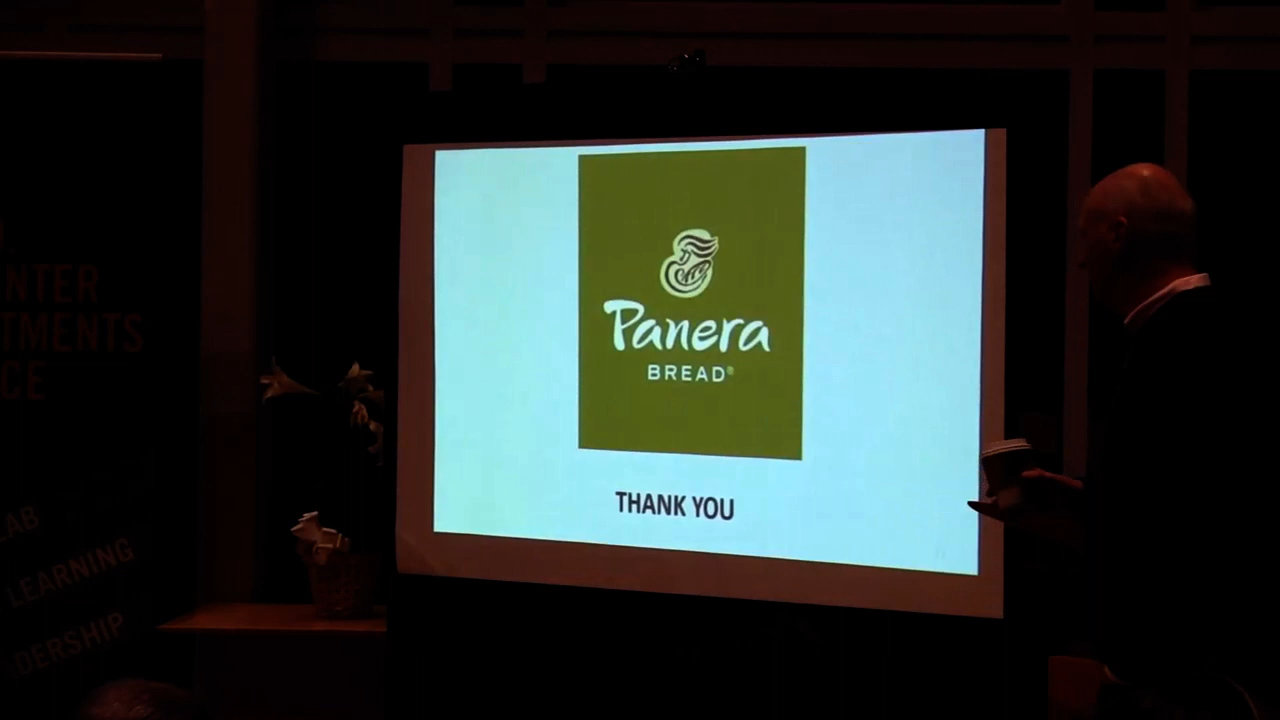 NTER
TMENTS
CE
LAB
LEARNING
DERSHIP
Panera
BREAD®
THANK YOU